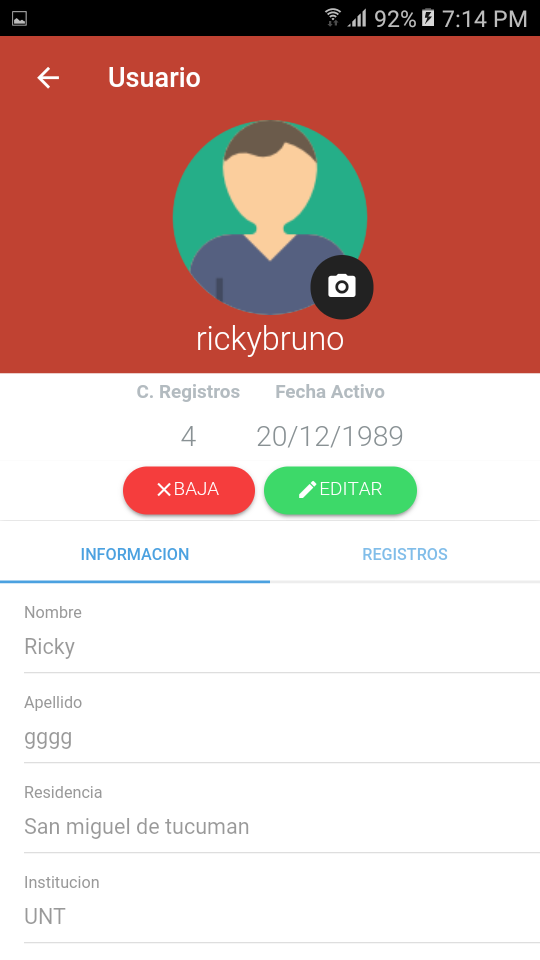 92% 7:14 PM
Usuario
rickybruno
C. Registros Fecha Activo
4 20/12/1989
BAJA EDITAR
INFORMACION REGISTROS
Nombre
Ricky
Apellido
gggg
Residencia
San miguel de tucuman
Institucion
UNT